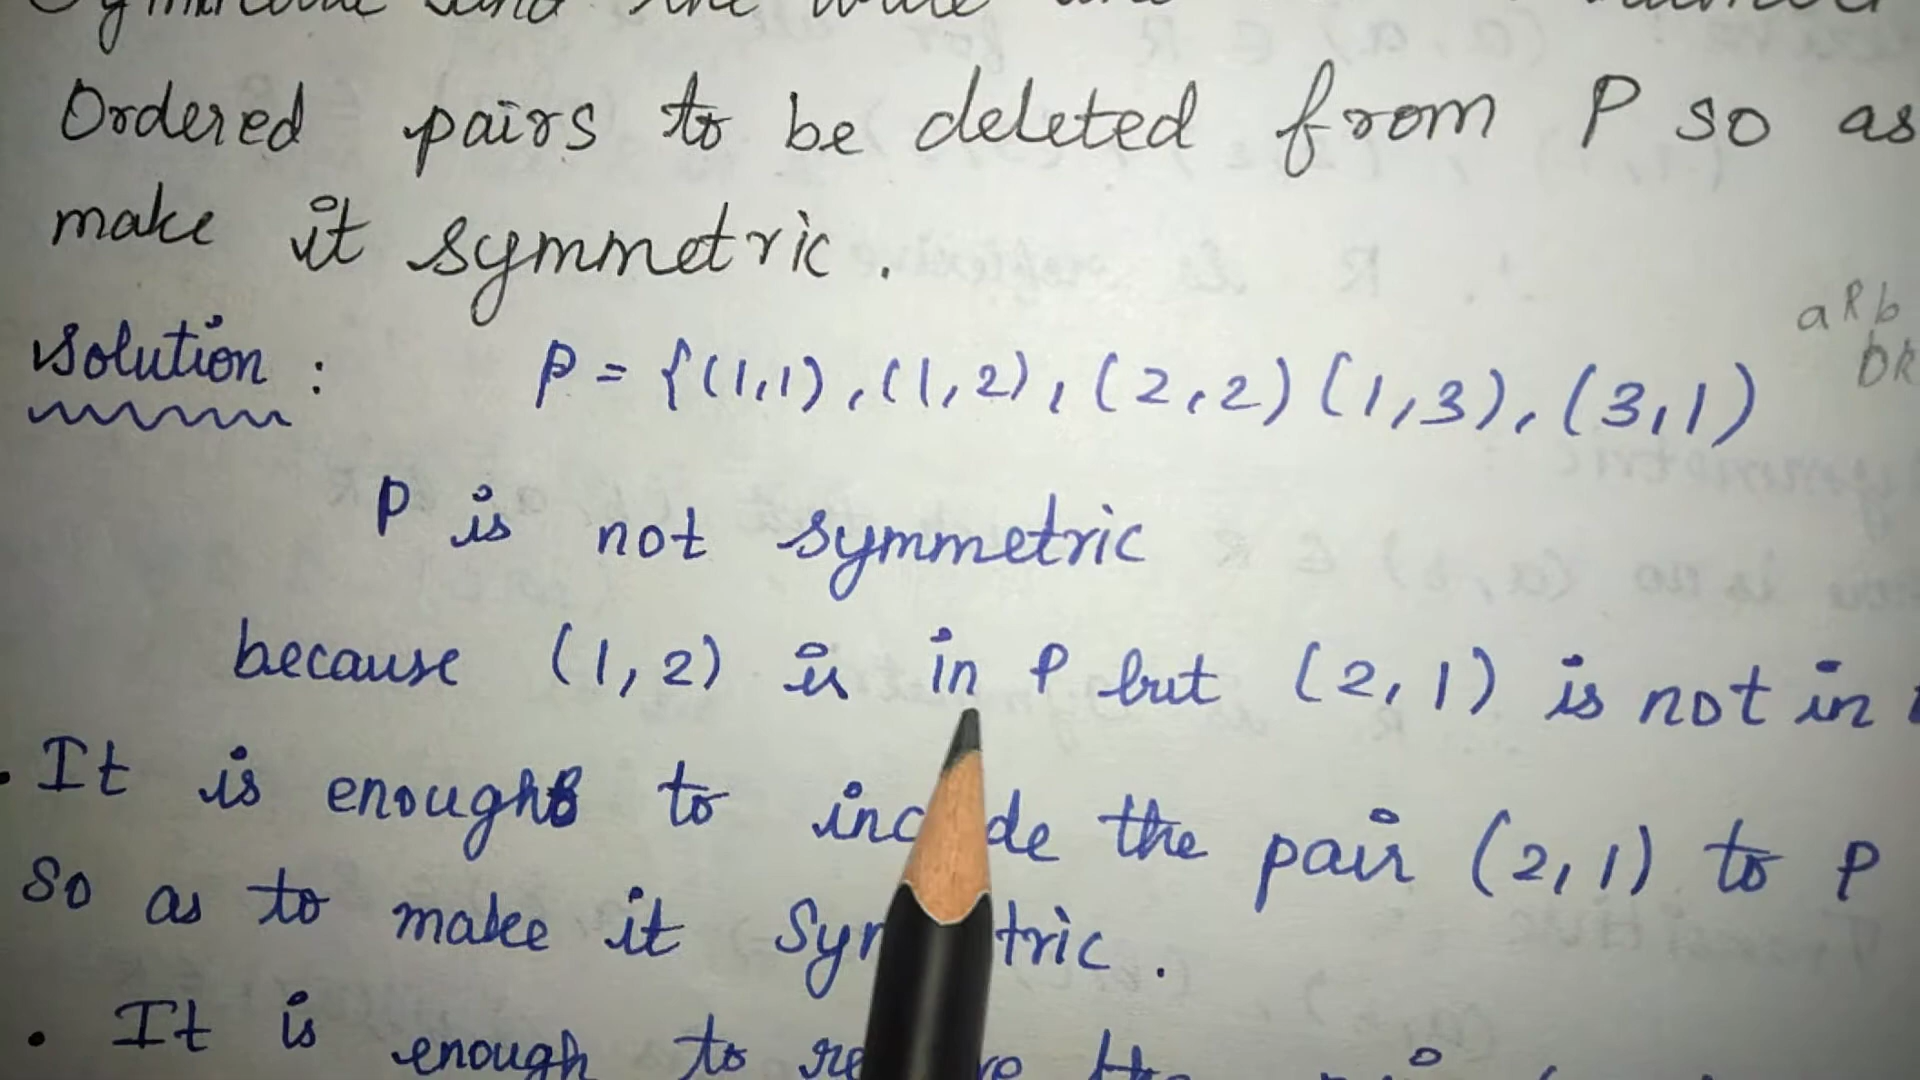 the
Ordered pairs to be deleted from P so as
make it symmetric.
aRb
bR
Solution : P = {(1,1), (1,2), (2,2) (1,3), (3,1)
P is not symmetric
because (1,2) is in P but (2,1) is not in
. It is enough to the pair (2,1) to P
so as to make it .
. It is enough to